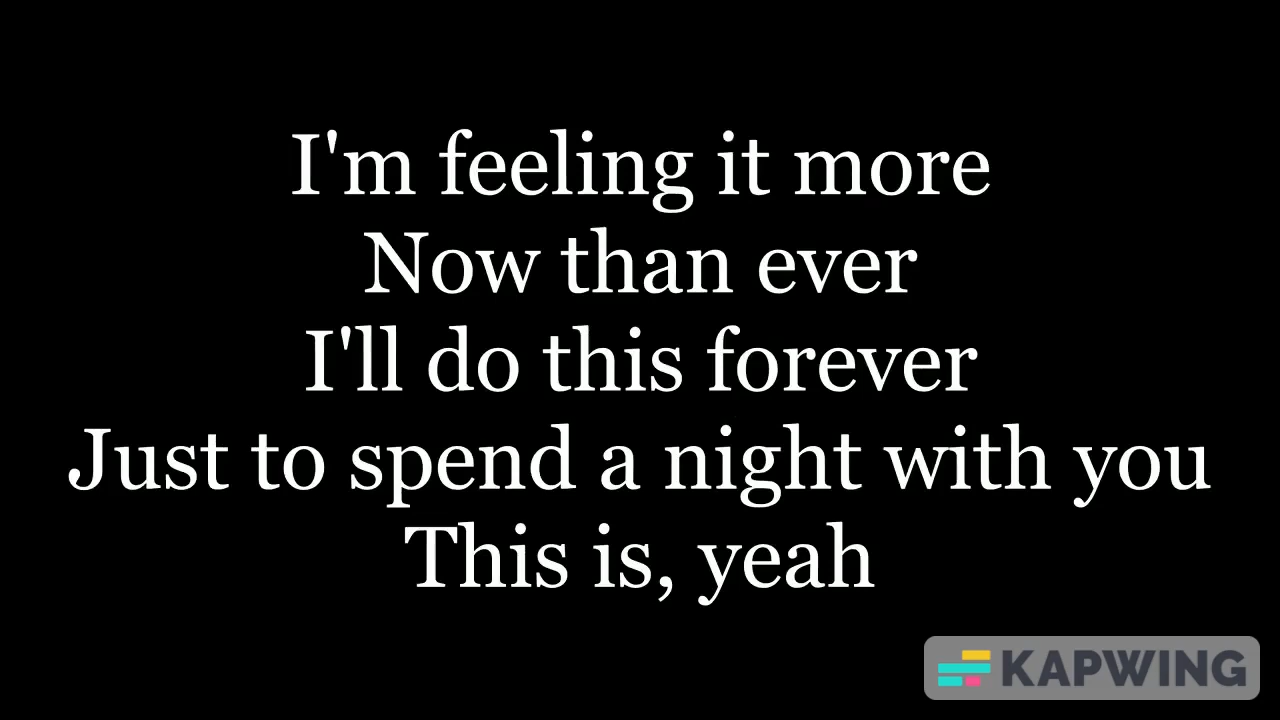 I'm feeling it more
Now than ever
I'll do this forever
Just to spend a night with you
This is, yeah
KAPWING